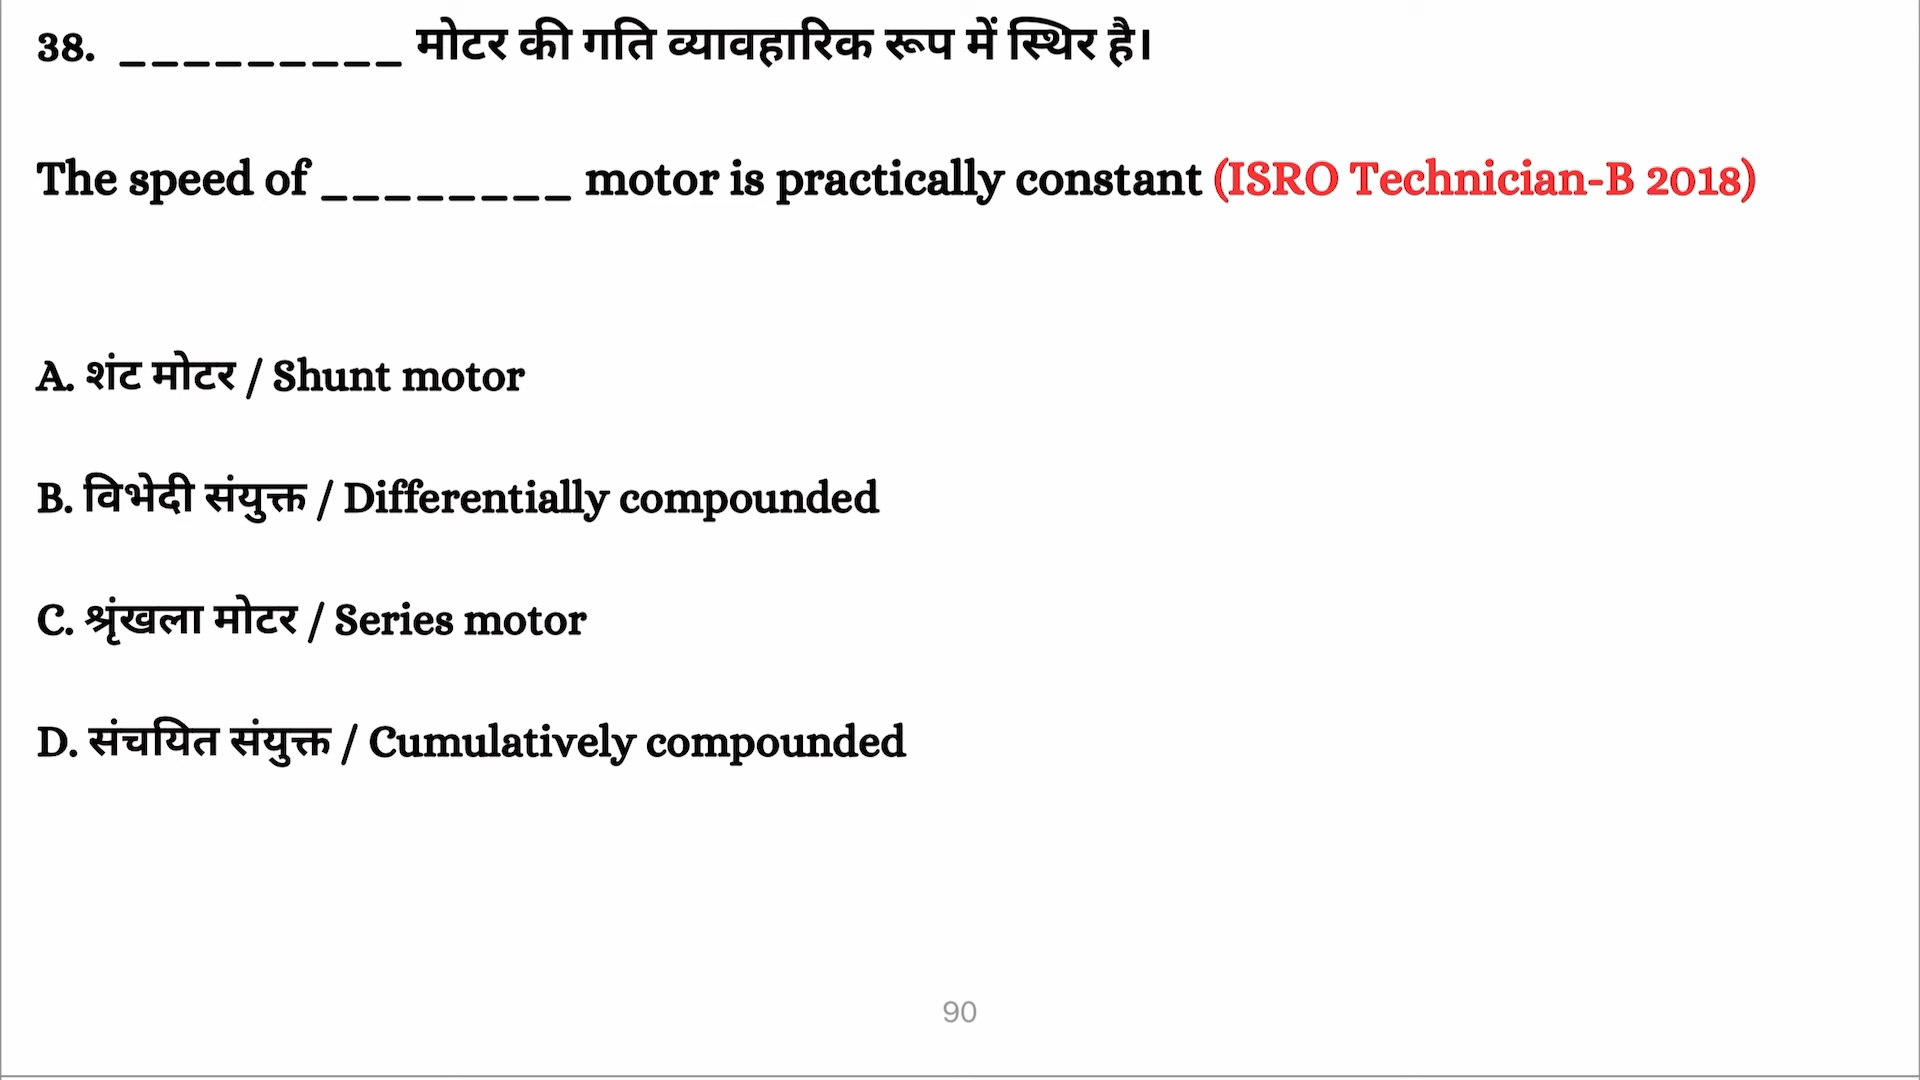 38. _________ मोटर की गति व्यावहारिक रूप में स्थिर है।
The speed of ________ motor is practically constant (ISRO Technician-B 2018)
A. शंट मोटर / Shunt motor
B. विभेदी संयुक्त / Differentially compounded
C. श्रृंखला मोटर / Series motor
D. संचयित संयुक्त / Cumulatively compounded
90